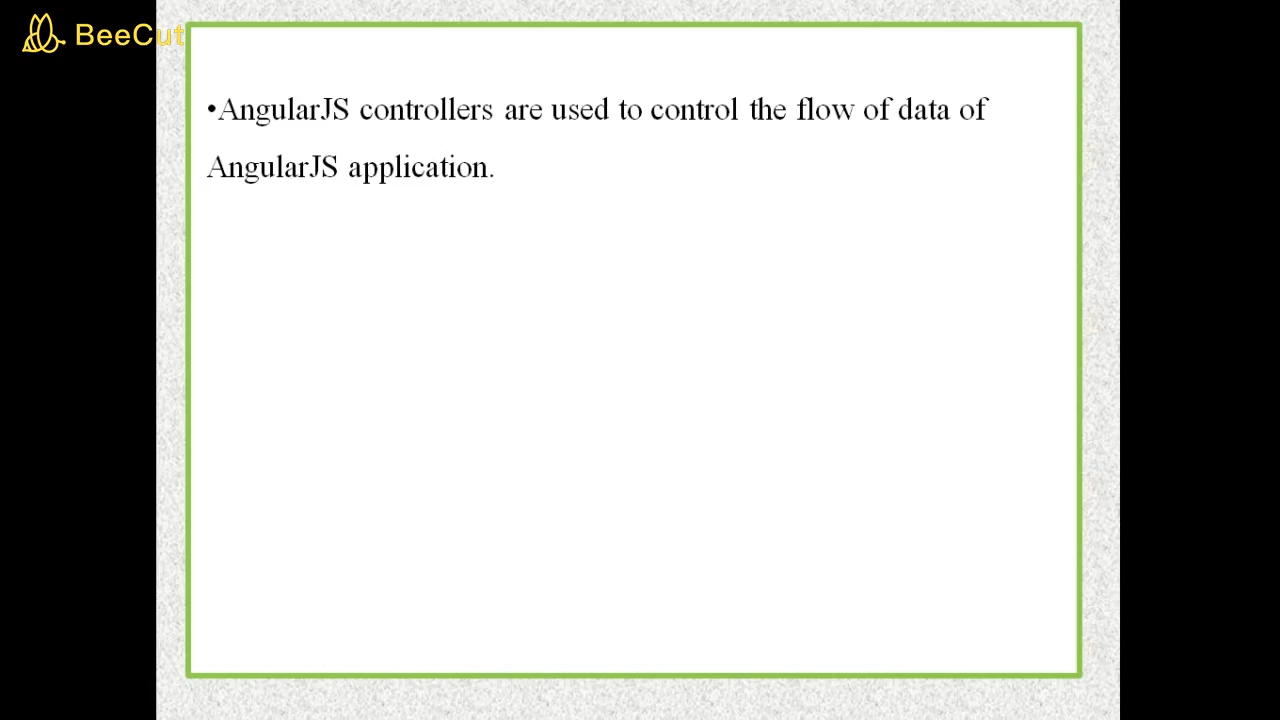 BeeCut
•AngularJS controllers are used to control the flow of data of
AngularJS application.